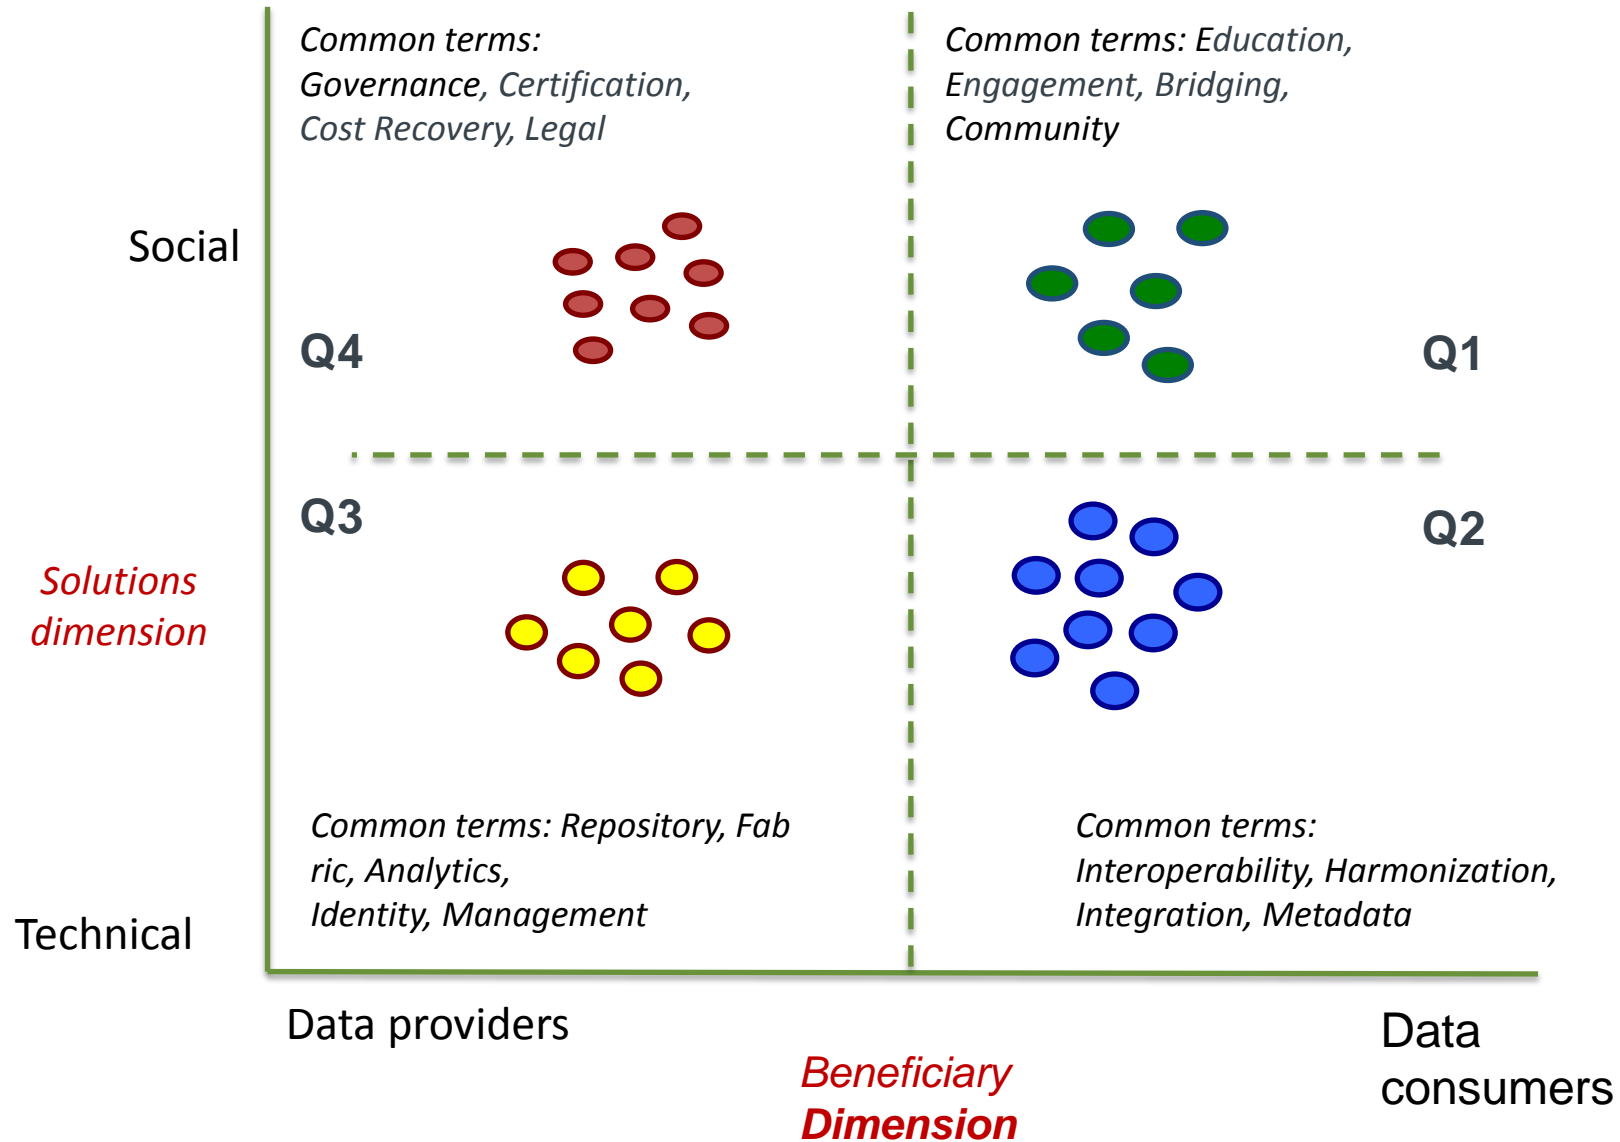 Common terms:
Governance, Certification,
Cost Recovery, Legal
Common terms: Education,
Engagement, Bridging,
Community
Social
Q4
Q1
Q3
Q2
Solutions
dimension
Common terms: Repository, Fab
ric, Analytics,
Identity, Management
Common terms:
Interoperability, Harmonization,
Integration, Metadata
Technical
Data providers
Data
consumers
Beneficiary
Dimension